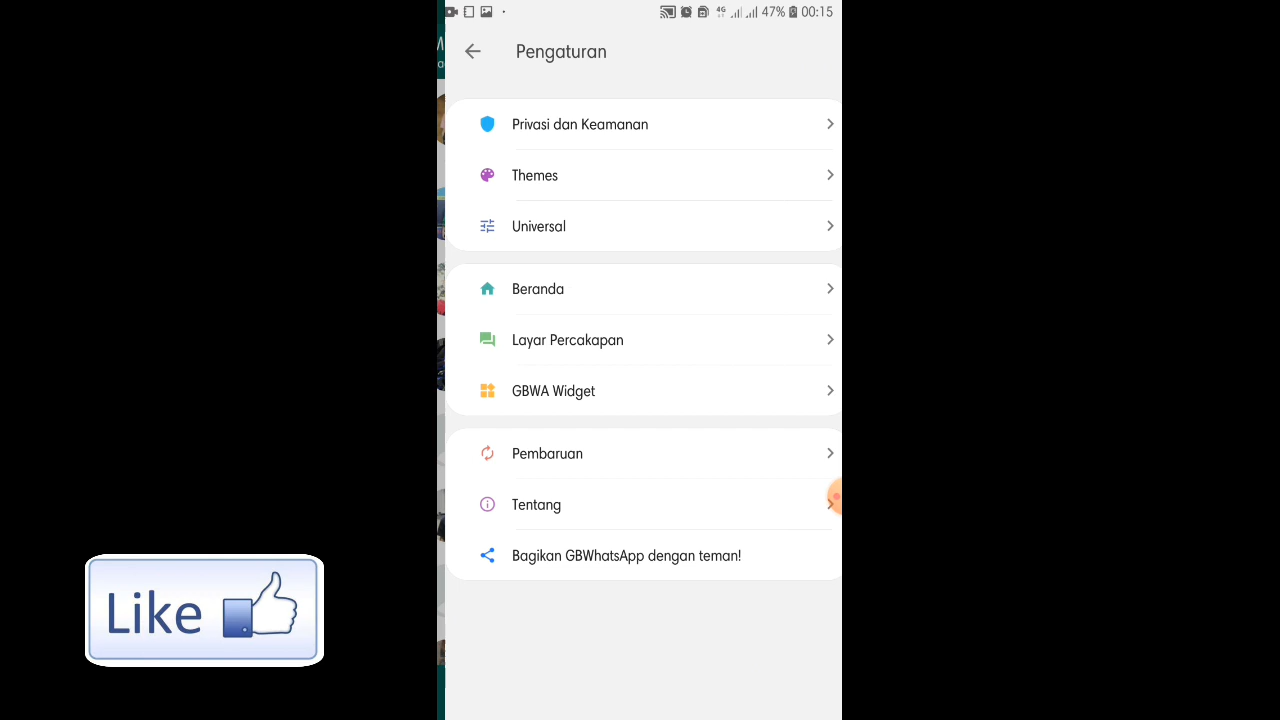 4G 47% 00:15
Pengaturan
Privasi dan Keamanan
Themes
Universal
Beranda
Layar Percakapan
GBWA Widget
Pembaruan
Tentang
Bagikan GBWhatsApp dengan teman!
Like